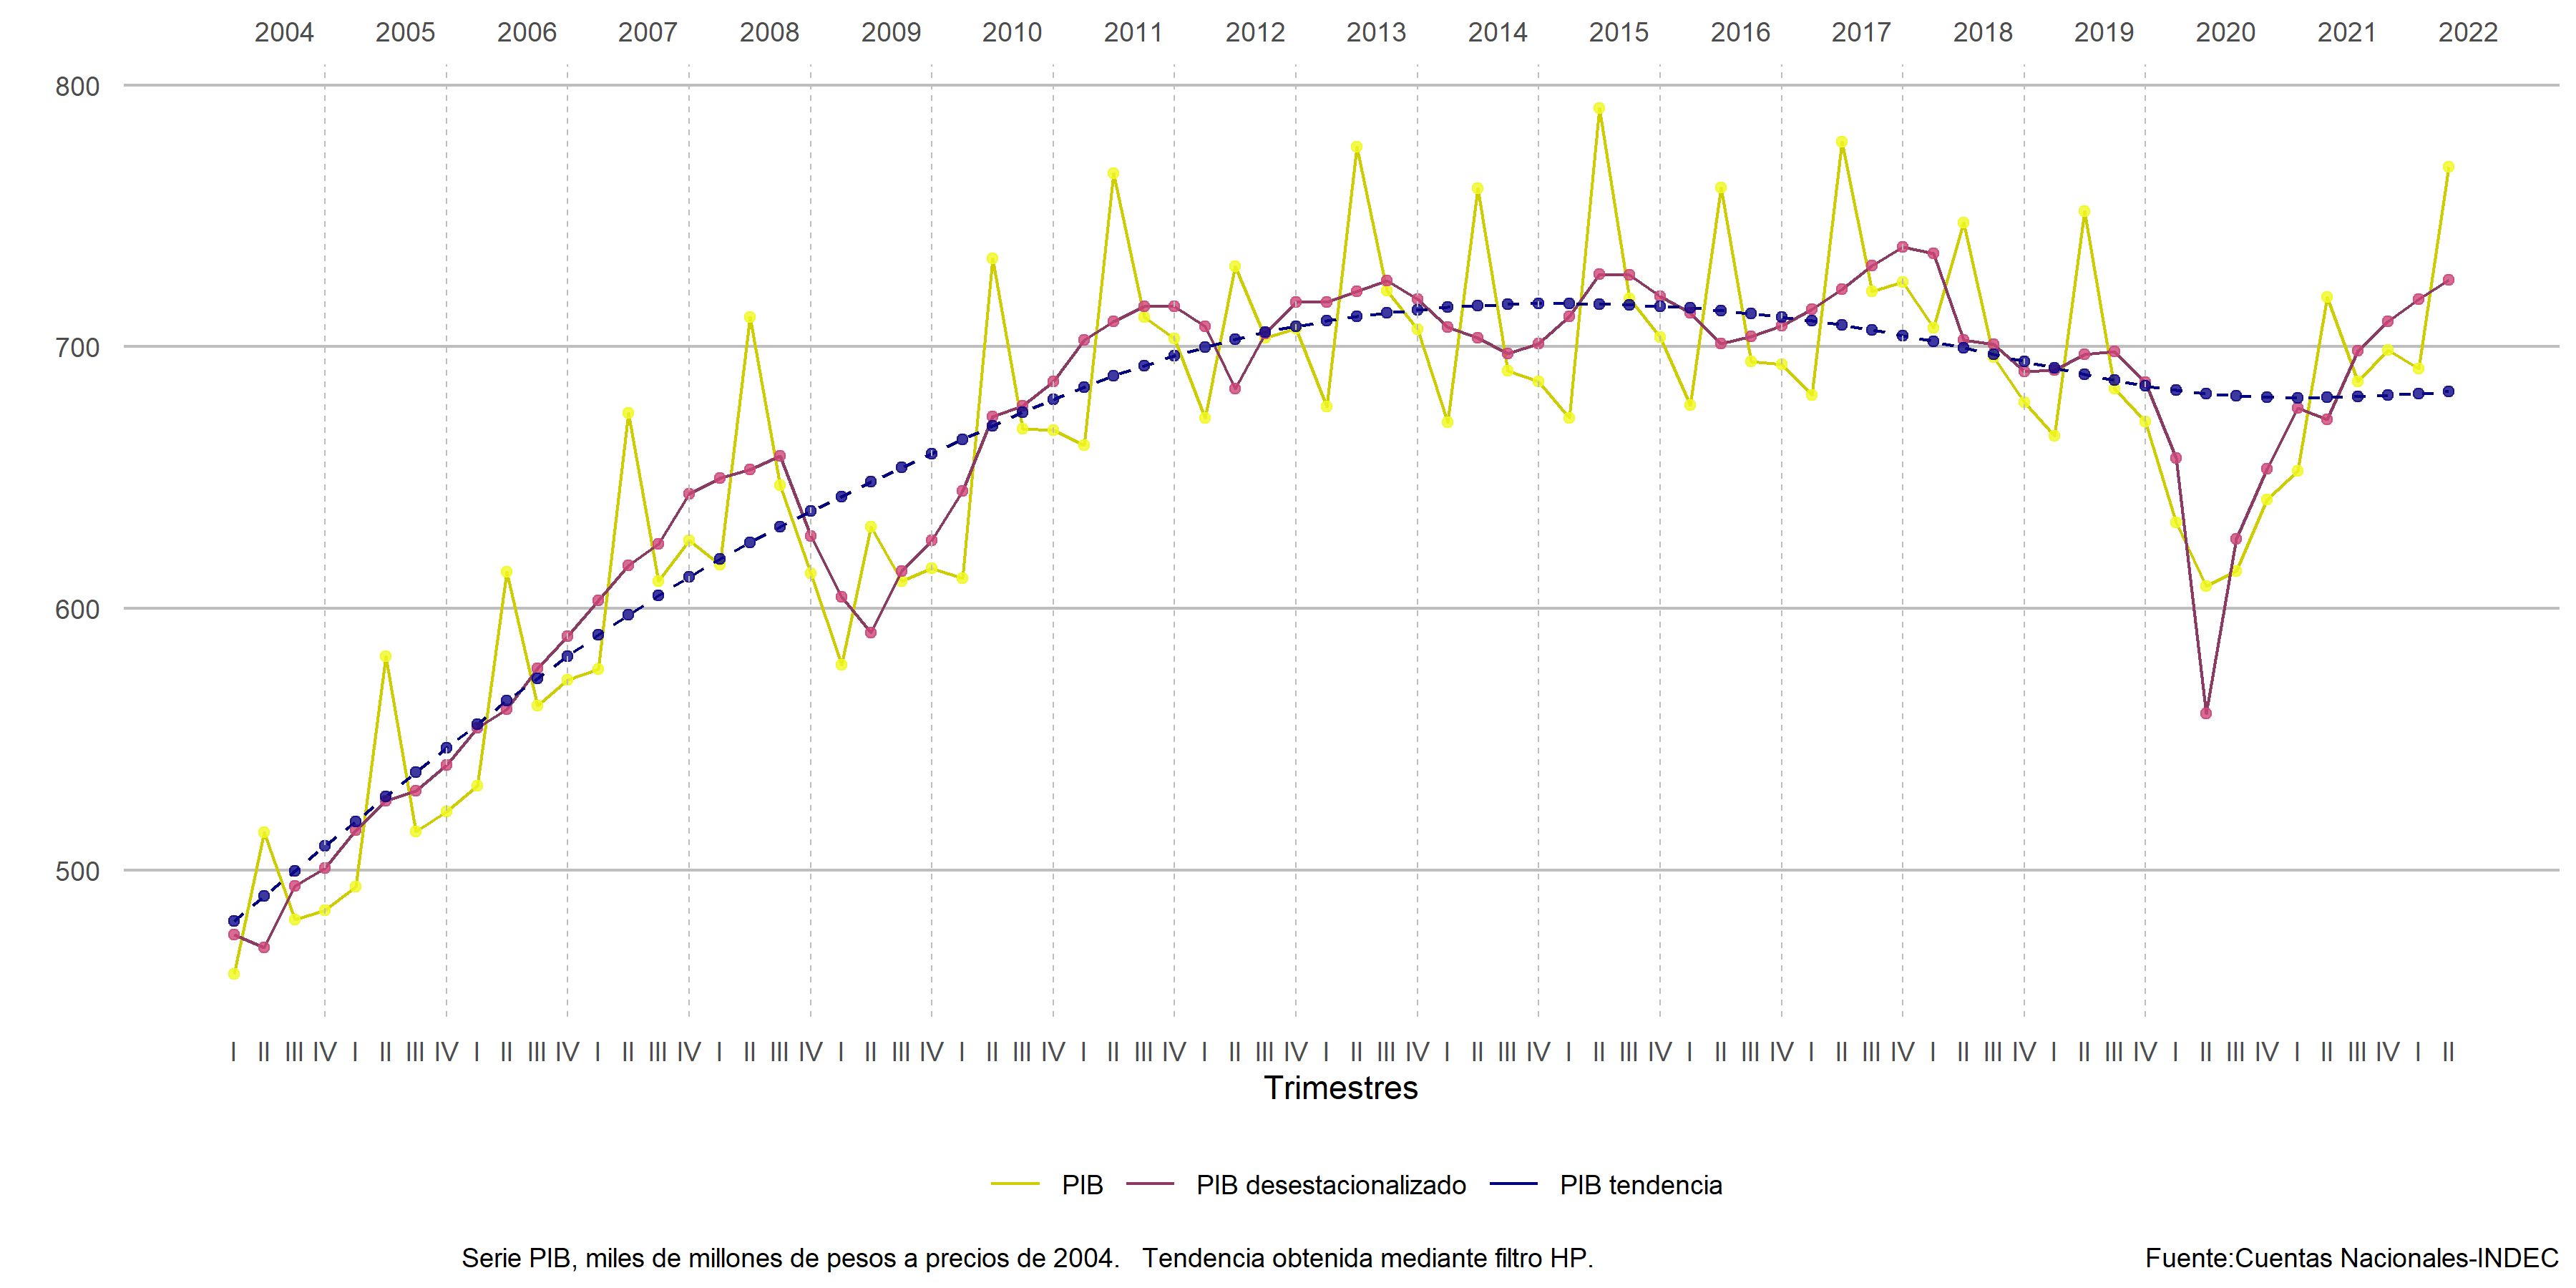 2004 2005 2006 2007 2008 2009 2010 2011 2012 2013 2014 2015 2016 2017 2018 2019 2020 2021 2022
800
700
600
500
I II III IV I II III IV I II III IV I II III IV I II III IV I II III IV I II III IV I II III IV I II III IV I II III IV I II III IV I II III IV I II III IV I II III IV I II III IV I II III IV I II III IV I II III IV I II
Trimestres
PIB PIB desestacionalizado PIB tendencia
Serie PIB, miles de millones de pesos a precios de 2004. Tendencia obtenida mediante filtro HP. Fuente:Cuentas Nacionales-INDEC